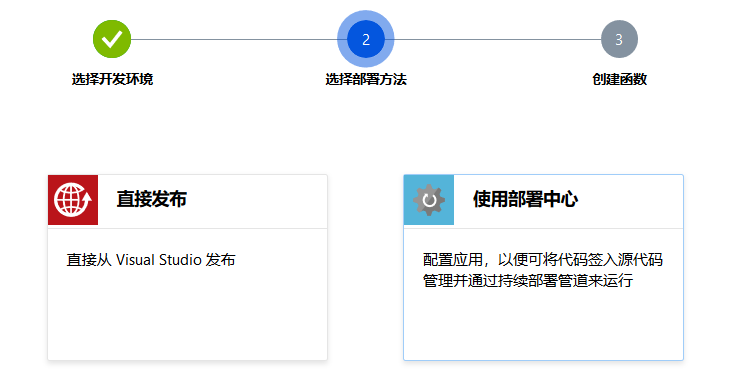 2
3
选择开发环境
选择部署方法
创建函数
直接发布
直接从 Visual Studio 发布
使用部署中心
配置应用，以便可将代码签入源代码
管理并通过持续部署管道来运行